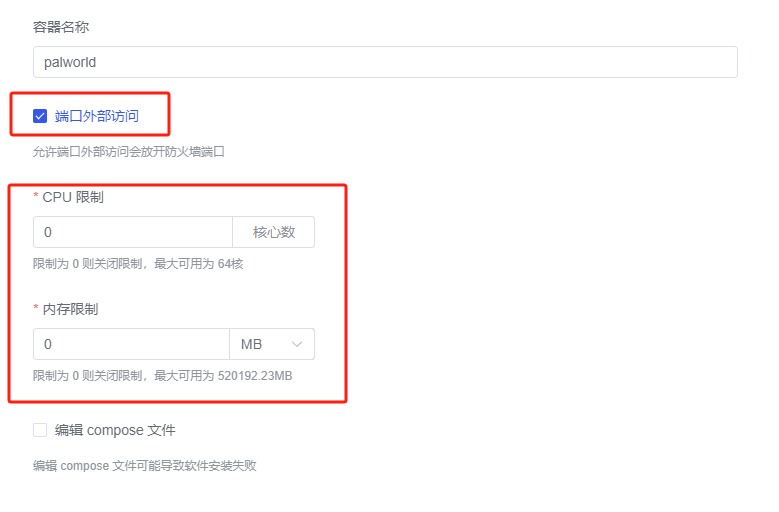 容器名称
palworld
端口外部访问
允许端口外部访问会放开防火墙端口
* CPU 限制
0 核心数
限制为 0 则关闭限制，最大可用为 64核
* 内存限制
0 MB
限制为 0 则关闭限制，最大可用为 520192.23MB
编辑 compose 文件
编辑 compose 文件可能导致软件安装失败